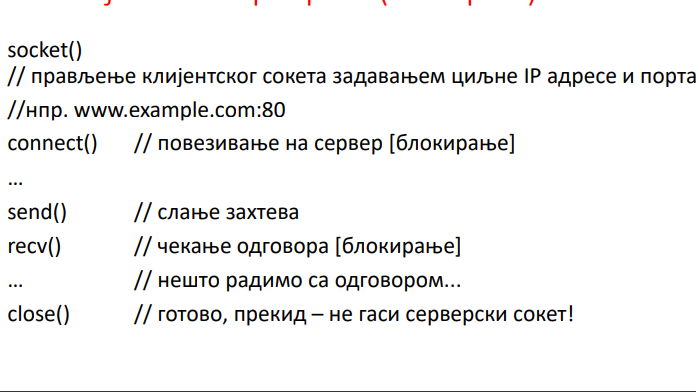 socket()
// прављење клијентског сокета задавањем циљне IP адресе и порта
//нпр. www.example.com:80
connect() // повезивање на сервер [блокирање]
...
send() // слање захтева
recv() // чекање одговора [блокирање]
... // нешто радимо са одговором...
close() // готово, прекид – не гаси серверски сокет!